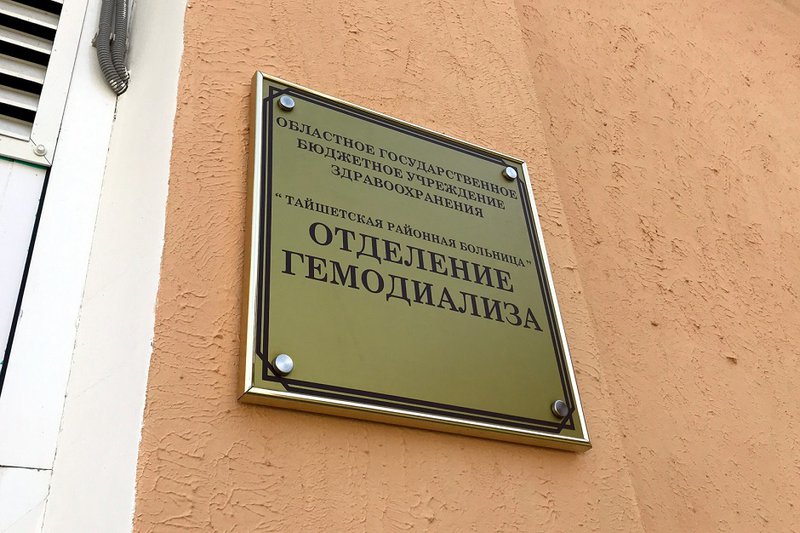 ОБЛАСТНОЕ ГОСУДАРСТВЕННОЕ
БЮДЖЕТНОЕ УЧРЕЖДЕНИЕ
ЗДРАВООХРАНЕНИЯ
“ ТАЙШЕТСКАЯ РАЙОННАЯ БОЛЬНИЦА”
ОТДЕЛЕНИЕ
ГЕМОДИАЛИЗА